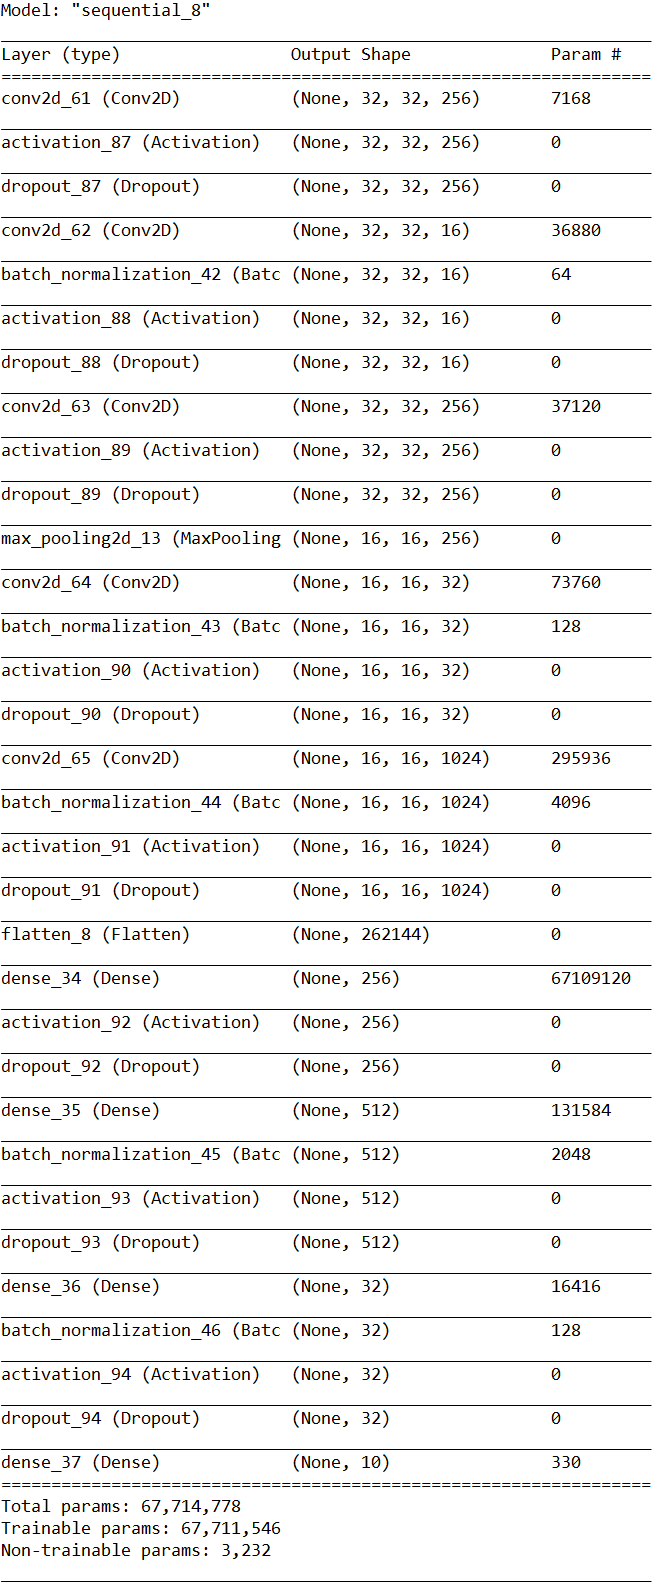 Model: "sequential_8"
Layer (type) Output Shape Param #
conv2d_61 (Conv2D) (None, 32, 32, 256) 7168
activation_87 (Activation) (None, 32, 32, 256) 0
dropout_87 (Dropout) (None, 32, 32, 256) 0
conv2d_62 (Conv2D) (None, 32, 32, 16) 36880
batch_normalization_42 (Batc (None, 32, 32, 16) 64
activation_88 (Activation) (None, 32, 32, 16) 0
dropout_88 (Dropout) (None, 32, 32, 16) 0
conv2d_63 (Conv2D) (None, 32, 32, 256) 37120
activation_89 (Activation) (None, 32, 32, 256) 0
dropout_89 (Dropout) (None, 32, 32, 256) 0
max_pooling2d_13 (MaxPooling (None, 16, 16, 256) 0
conv2d_64 (Conv2D) (None, 16, 16, 32) 73760
batch_normalization_43 (Batc (None, 16, 16, 32) 128
activation_90 (Activation) (None, 16, 16, 32) 0
dropout_90 (Dropout) (None, 16, 16, 32) 0
conv2d_65 (Conv2D) (None, 16, 16, 1024) 295936
batch_normalization_44 (Batc (None, 16, 16, 1024) 4096
activation_91 (Activation) (None, 16, 16, 1024) 0
dropout_91 (Dropout) (None, 16, 16, 1024) 0
flatten_8 (Flatten) (None, 262144) 0
dense_34 (Dense) (None, 256) 67109120
activation_92 (Activation) (None, 256) 0
dropout_92 (Dropout) (None, 256) 0
dense_35 (Dense) (None, 512) 131584
batch_normalization_45 (Batc (None, 512) 2048
activation_93 (Activation) (None, 512) 0
dropout_93 (Dropout) (None, 512) 0
dense_36 (Dense) (None, 32) 16416
batch_normalization_46 (Batc (None, 32) 128
activation_94 (Activation) (None, 32) 0
dropout_94 (Dropout) (None, 32) 0
dense_37 (Dense) (None, 10) 330
Total params: 67,714,778
Trainable params: 67,711,546
Non-trainable params: 3,232